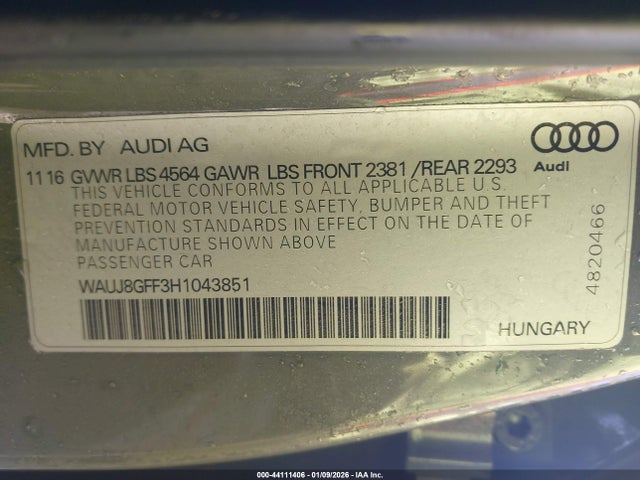 MFD. BY AUDI AG
11 16 GVWR LBS 4564 GAWR LBS FRONT 2381 /REAR 2293
Audi
THIS VEHICLE CONFORMS TO ALL APPLICABLE U.S.
FEDERAL MOTOR VEHICLE SAFETY, BUMPER AND THEFT
PREVENTION STANDARDS IN EFFECT ON THE DATE OF
MANUFACTURE SHOWN ABOVE
PASSENGER CAR
WAUJ8GFF3H1043851
HUNGARY
4820466
000-44111406 - 01/09/2026 - IAA Inc.